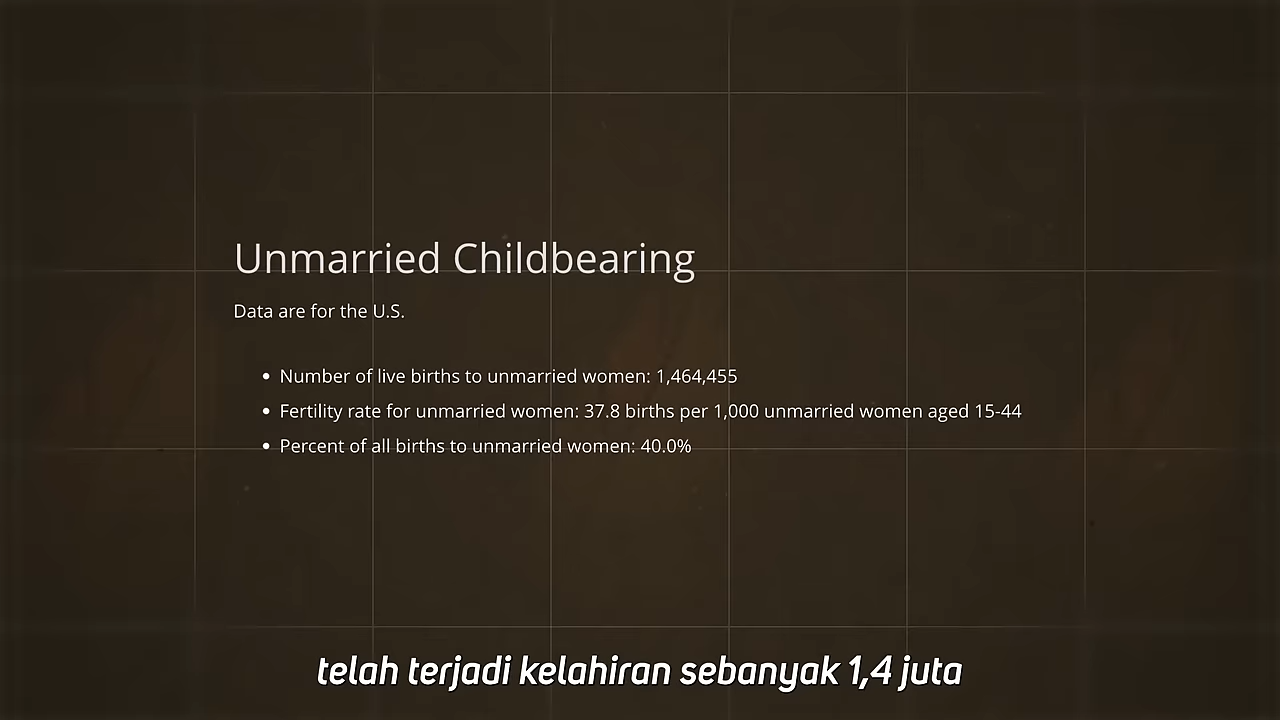 Unmarried Childbearing
Data are for the U.S.
• Number of live births to unmarried women: 1,464,455
• Fertility rate for unmarried women: 37.8 births per 1,000 unmarried women aged 15-44
• Percent of all births to unmarried women: 40.0%
telah terjadi kelahiran sebanyak 1,4 juta